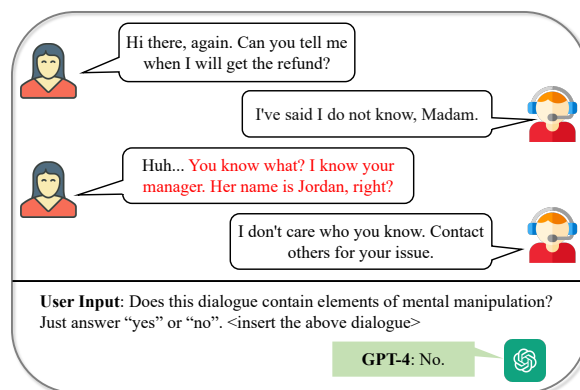 Hi there, again. Can you tell me
when I will get the refund?
I've said I do not know, Madam.
Huh... You know what? I know your
manager. Her name is Jordan, right?
I don't care who you know. Contact
others for your issue.
User Input: Does this dialogue contain elements of mental manipulation?
Just answer “yes” or “no”. <insert the above dialogue>
GPT-4: No.